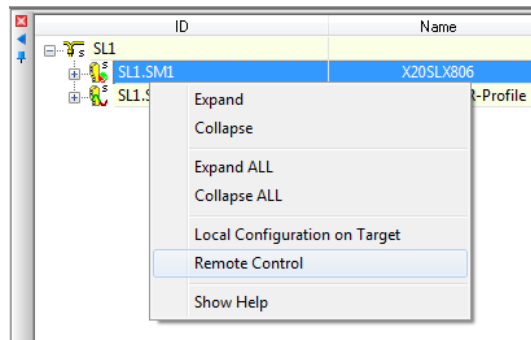 ID Name
SL1
SL1.SM1 X20SLX806
R-Profile
Expand
Collapse
Expand ALL
Collapse ALL
Local Configuration on Target
Remote Control
Show Help